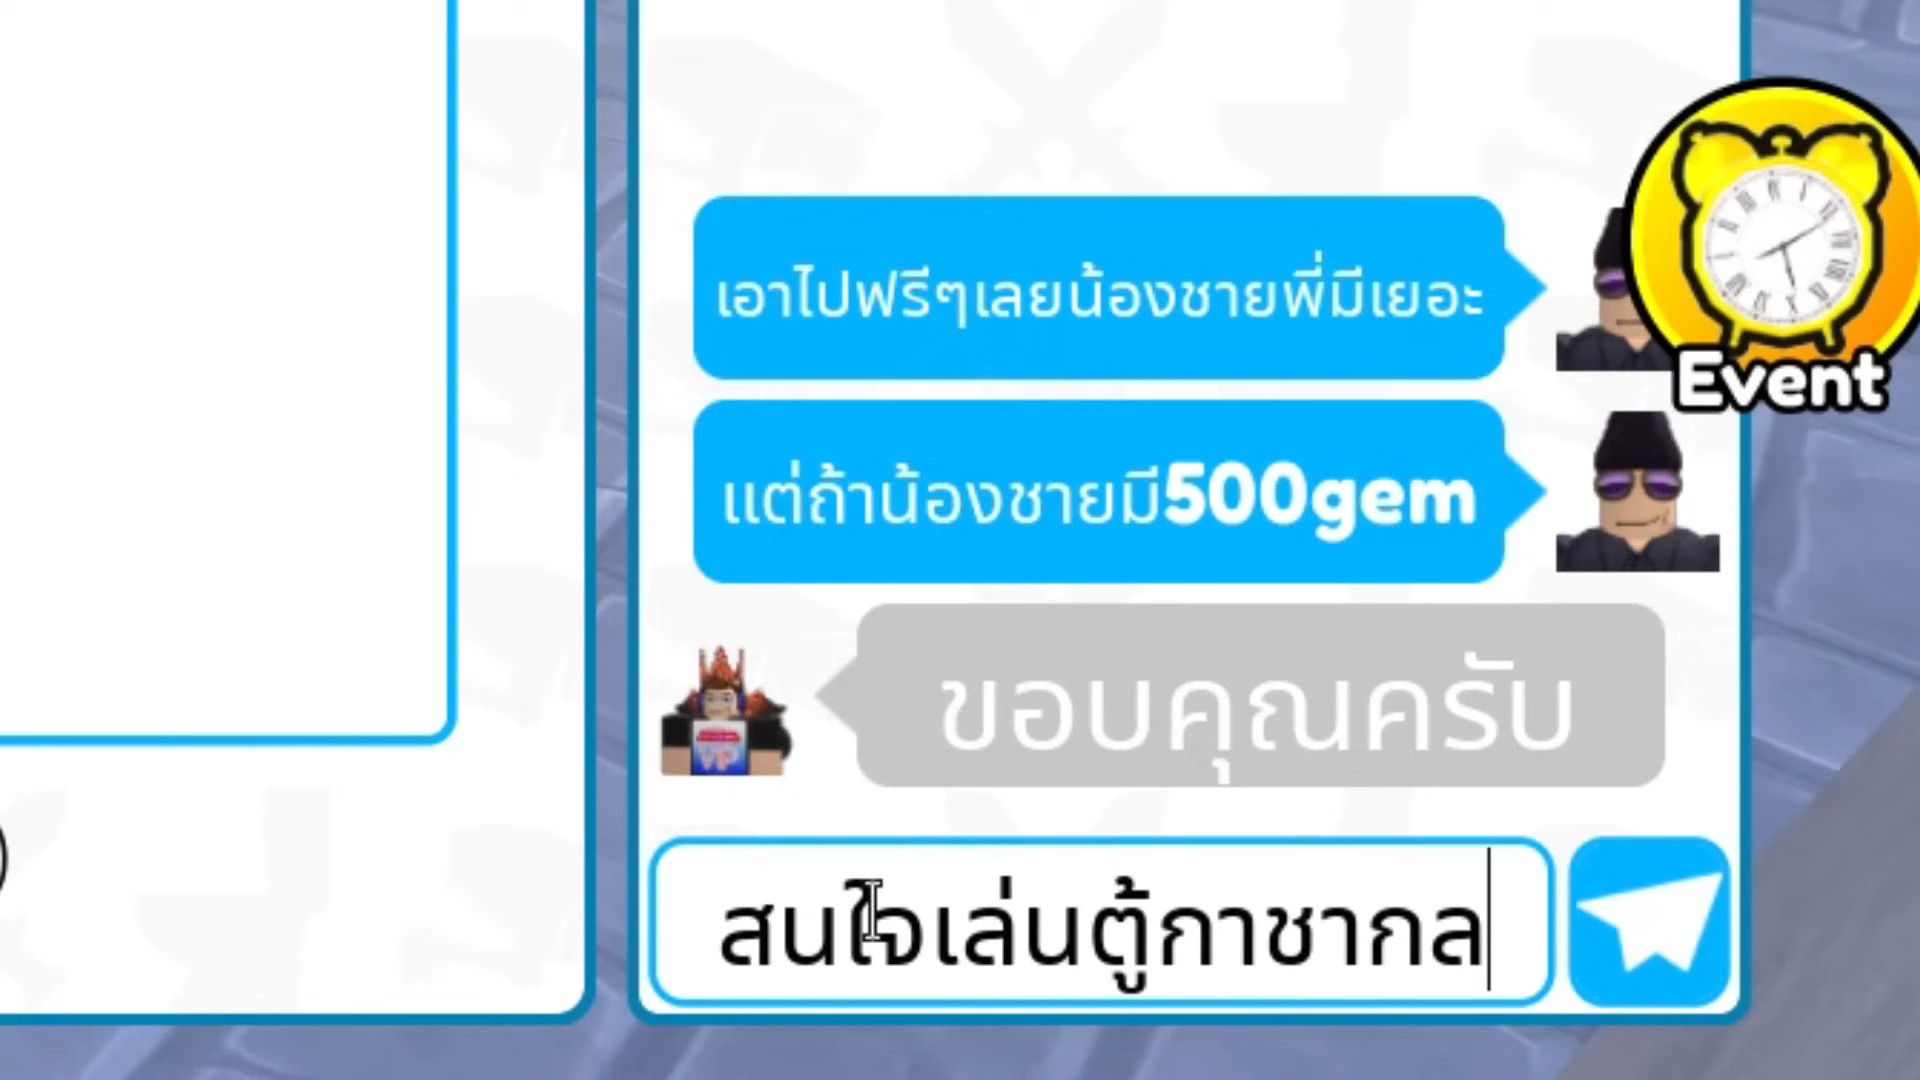 เอาไปฟรีๆเลยน้องชายพี่มีเยอะ
Event
แต่ถ้าน้องชายมี500gem
ขอบคุณครับ
VIP
สนใจเล่นตู้กาชากล